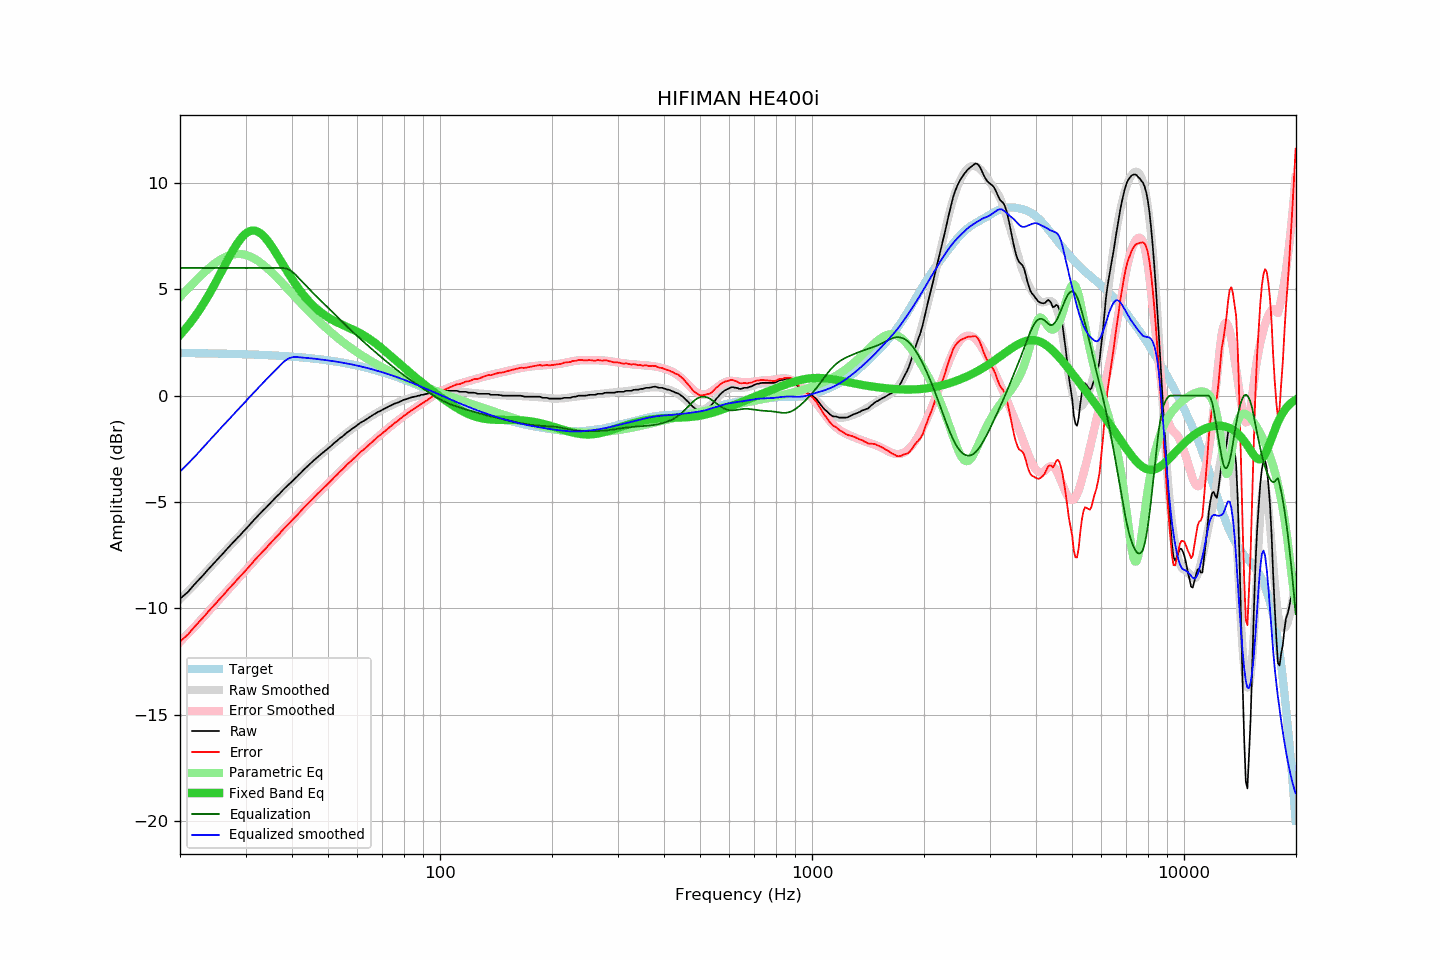 HIFIMAN HE400i
10
5
0
−5
−10
−15
−20
Amplitude (dBr)
Target
Raw Smoothed
Error Smoothed
Raw
Error
Parametric Eq
Fixed Band Eq
Equalization
Equalized smoothed
100
1000
10000
Frequency (Hz)